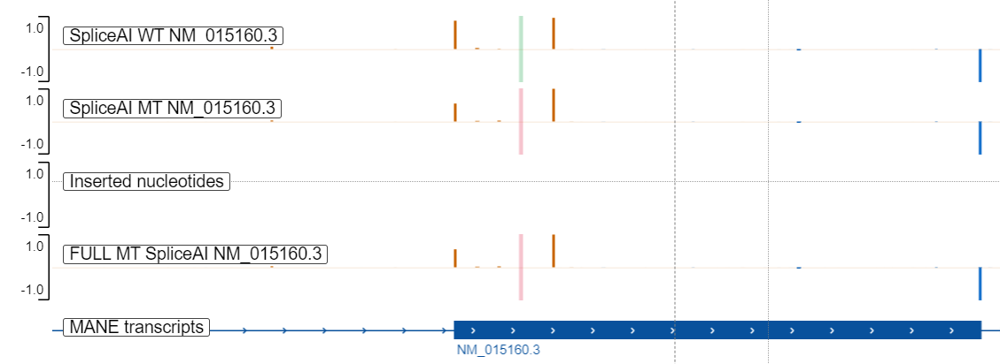 1.0
SpliceAI WT NM_015160.3
-1.0
1.0
SpliceAI MT NM_015160.3
-1.0
1.0
Inserted nucleotides
-1.0
1.0
FULL MT SpliceAI NM_015160.3
-1.0
MANE transcripts
NM_015160.3